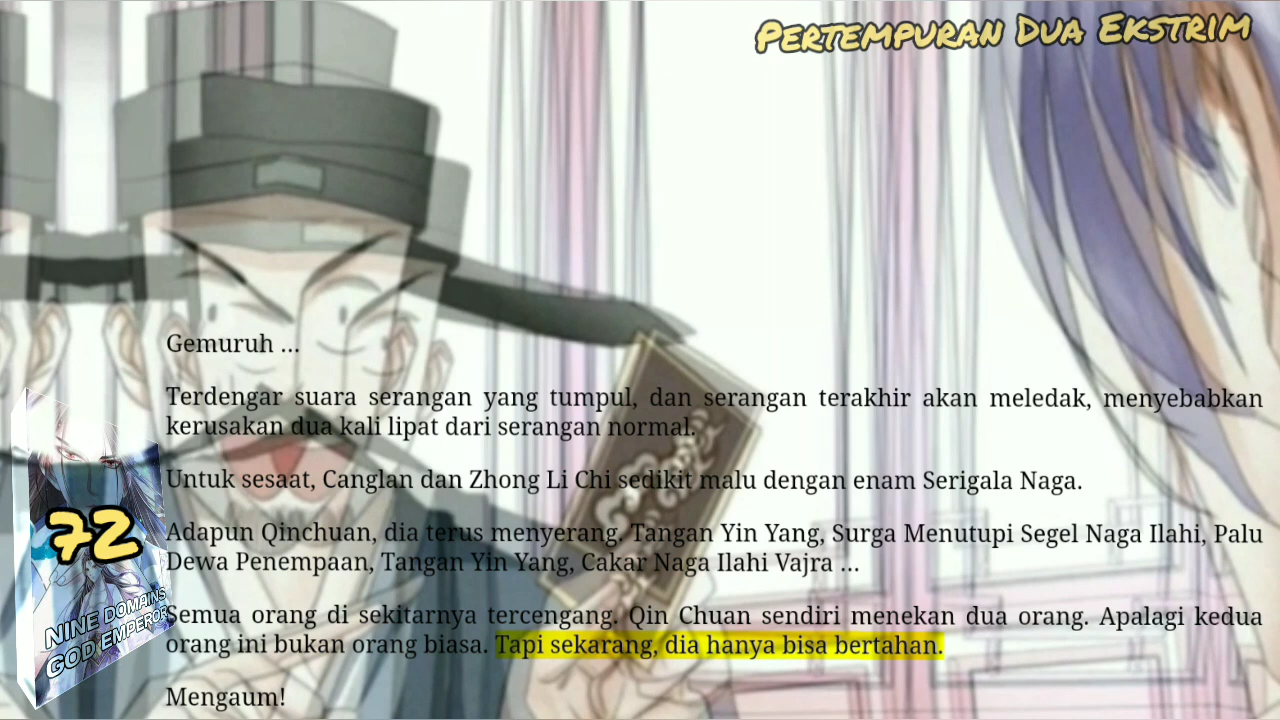 Pertempuran Dua Ekstrim
Gemuruh ...
Terdengar suara serangan yang tumpul, dan serangan terakhir akan meledak, menyebabkan
kerusakan dua kali lipat dari serangan normal.
Untuk sesaat, Canglan dan Zhong Li Chi sedikit malu dengan enam Serigala Naga.
Adapun Qinchuan, dia terus menyerang. Tangan Yin Yang, Surga Menutupi Segel Naga Ilahi, Palu
Dewa Penempaan, Tangan Yin Yang, Cakar Naga Ilahi Vajra ...
Semua orang di sekitarnya tercengang. Qin Chuan sendiri menekan dua orang. Apalagi kedua
orang ini bukan orang biasa. Tapi sekarang, dia hanya bisa bertahan.
Mengaum!
72
NINE DOMAINS
GOD EMPEROR